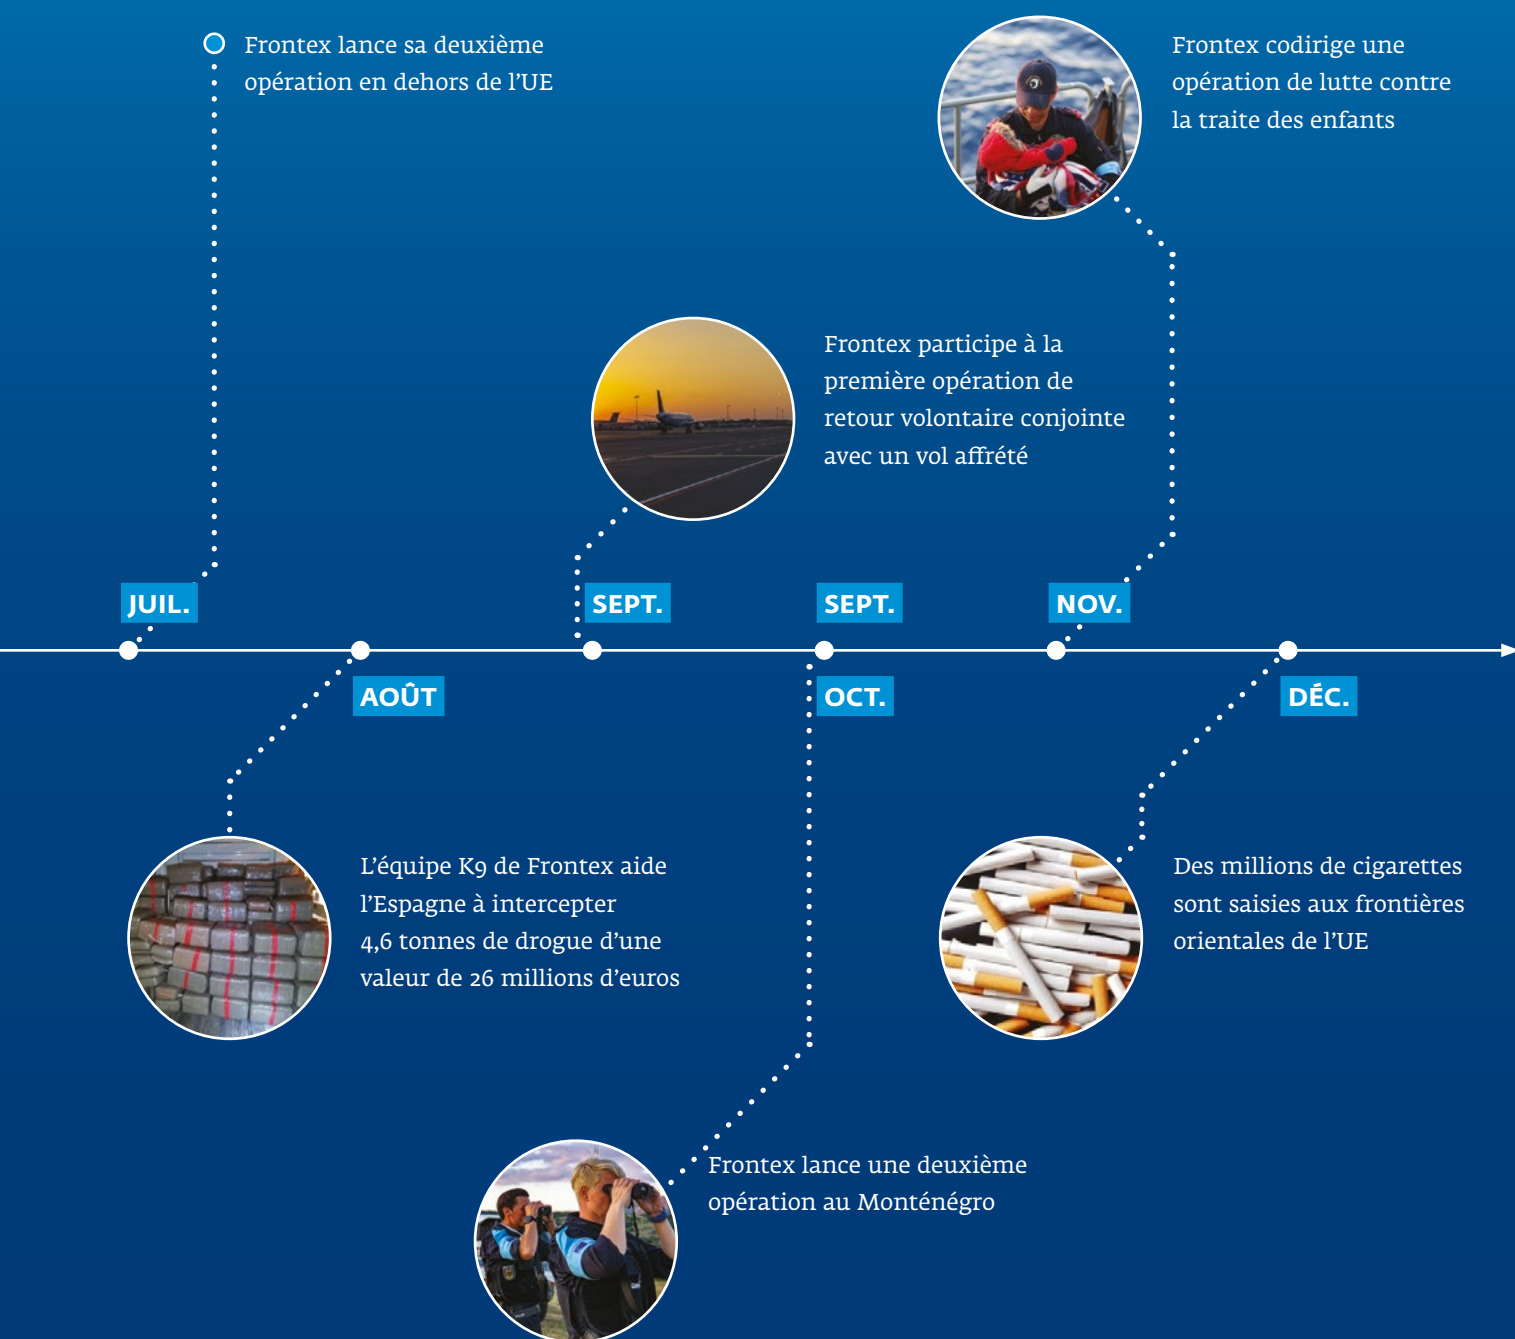 Frontex lance sa deuxième
opération en dehors de l’UE
Frontex codirige une
opération de lutte contre
la traite des enfants
Frontex participe à la
première opération de
retour volontaire conjointe
avec un vol affrété
JUIL.
SEPT.
SEPT.
NOV.
AOÛT
OCT.
DÉC.
L’équipe K9 de Frontex aide
l’Espagne à intercepter
4,6 tonnes de drogue d’une
valeur de 26 millions d’euros
Des millions de cigarettes
sont saisies aux frontières
orientales de l’UE
Frontex lance une deuxième
opération au Monténégro